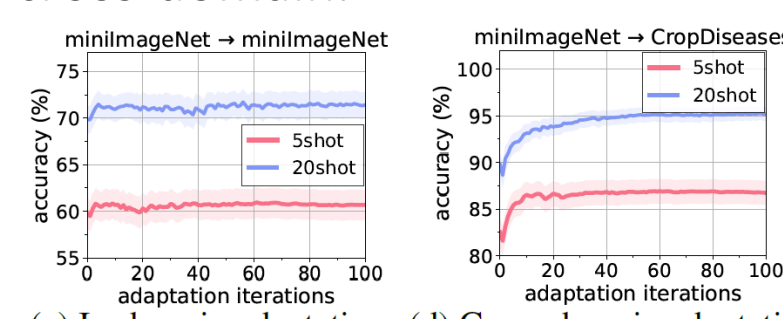 miniImageNet → miniImageNet
accuracy (%)
75
70
65
60
55
5shot
20shot
0 20 40 60 80 100
adaptation iterations
miniImageNet → CropDiseases
accuracy (%)
100
95
90
85
80
5shot
20shot
0 20 40 60 80 100
adaptation iterations